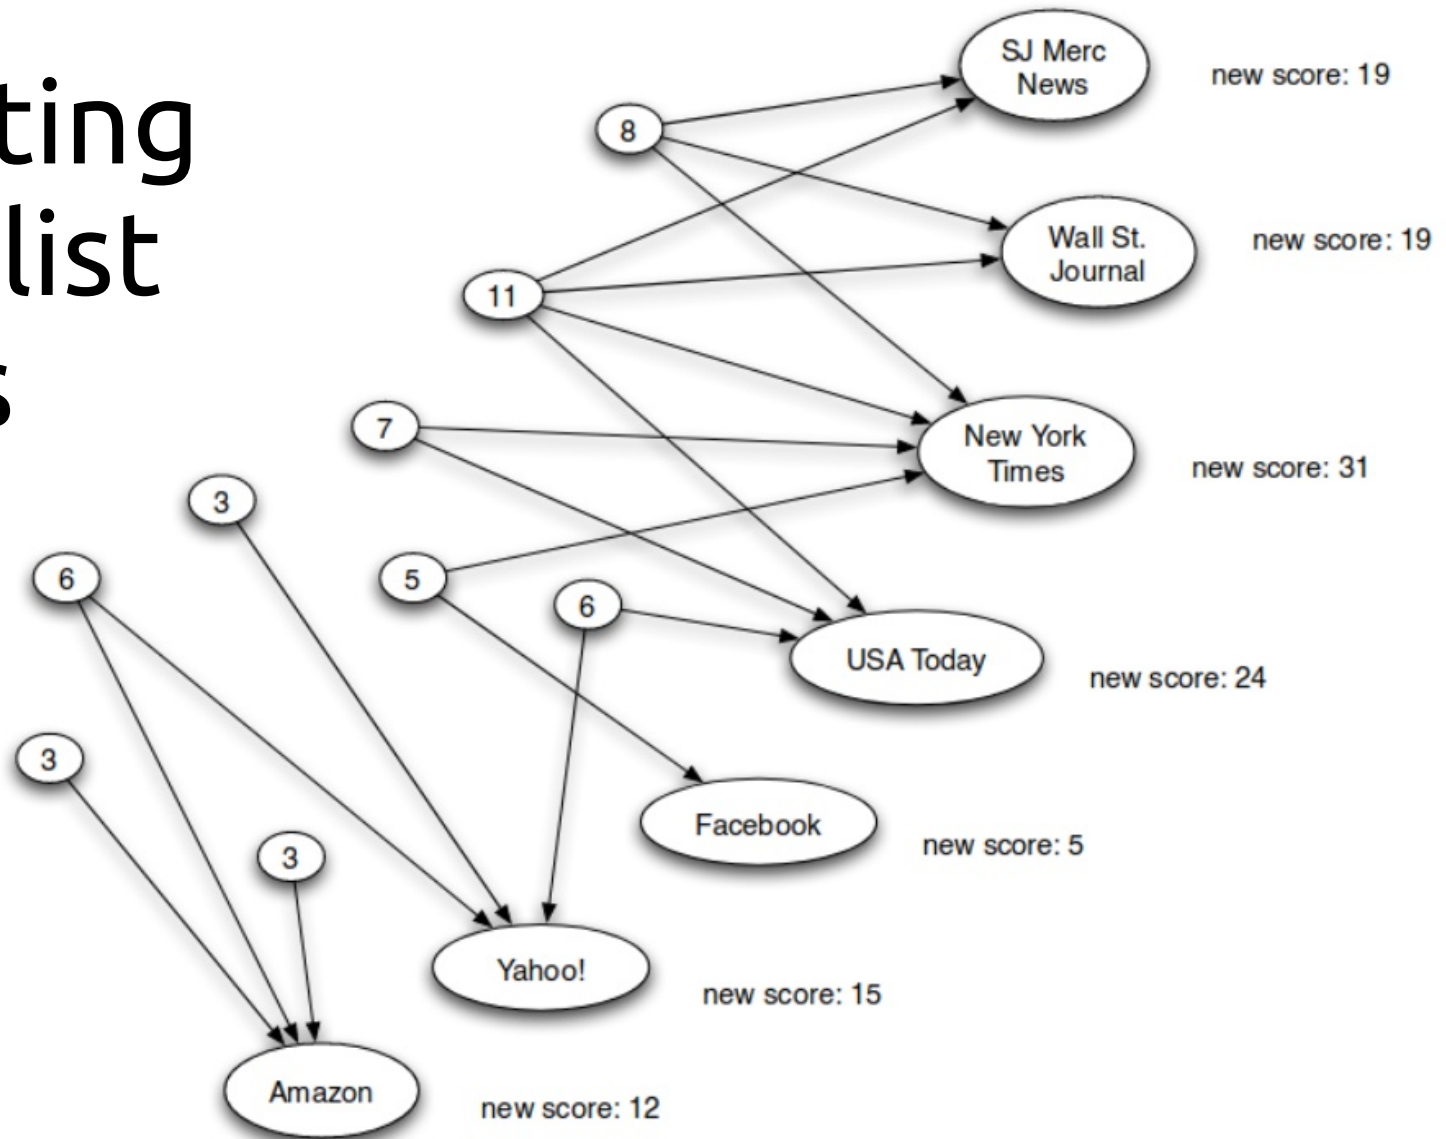 ting
list
s
SJ Merc
News
new score: 19
8
Wall St.
Journal
new score: 19
11
7
New York
Times
new score: 31
3
6
5
6
USA Today
new score: 24
3
Facebook
new score: 5
3
Yahoo!
new score: 15
Amazon
new score: 12